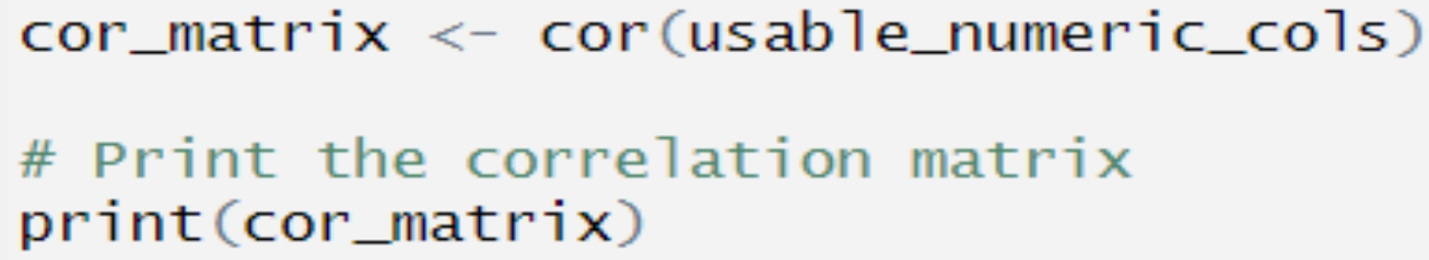 cor_matrix <- cor(usable_numeric_cols)
# Print the correlation matrix
print(cor_matrix)